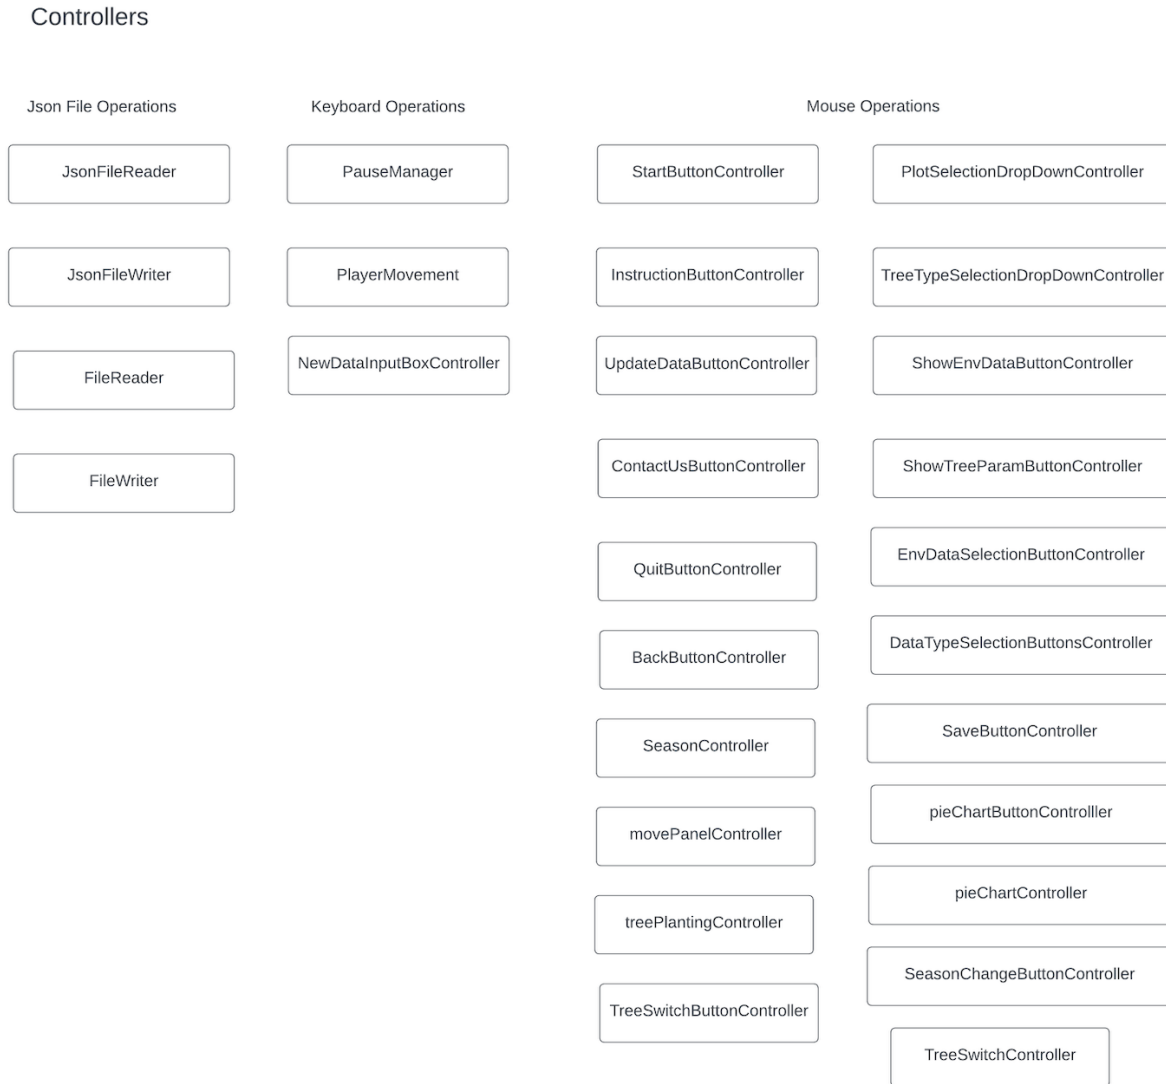 Controllers
Json File Operations
JsonFileReader
JsonFileWriter
FileReader
FileWriter
Keyboard Operations
PauseManager
PlayerMovement
NewDataInputBoxController
Mouse Operations
StartButtonController
InstructionButtonController
UpdateDataButtonController
ContactUsButtonController
QuitButtonController
BackButtonController
SeasonController
movePanelController
treePlantingController
TreeSwitchButtonController
PlotSelectionDropDownController
TreeTypeSelectionDropDownController
ShowEnvDataButtonController
ShowTreeParamButtonController
EnvDataSelectionButtonController
DataTypeSelectionButtonsController
SaveButtonController
pieChartButtonControlller
pieChartController
SeasonChangeButtonController
TreeSwitchController